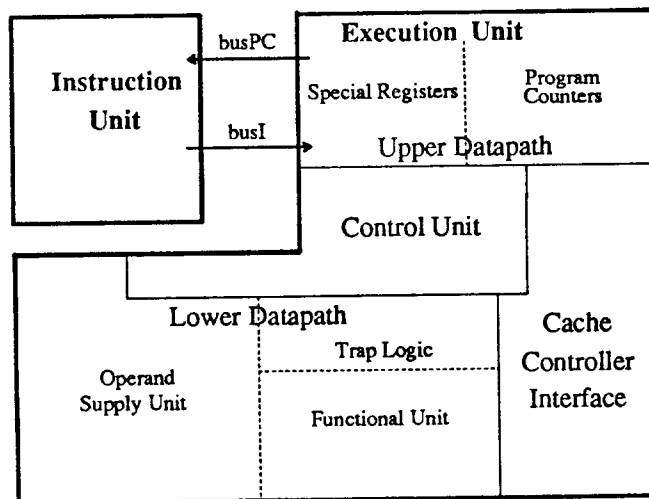 Execution Unit
busPC
Instruction
Unit
Special Registers
Program
Counters
busI
Upper Datapath
Control Unit
Lower Datapath
Trap Logic
Cache
Controller
Interface
Operand
Supply Unit
Functional Unit